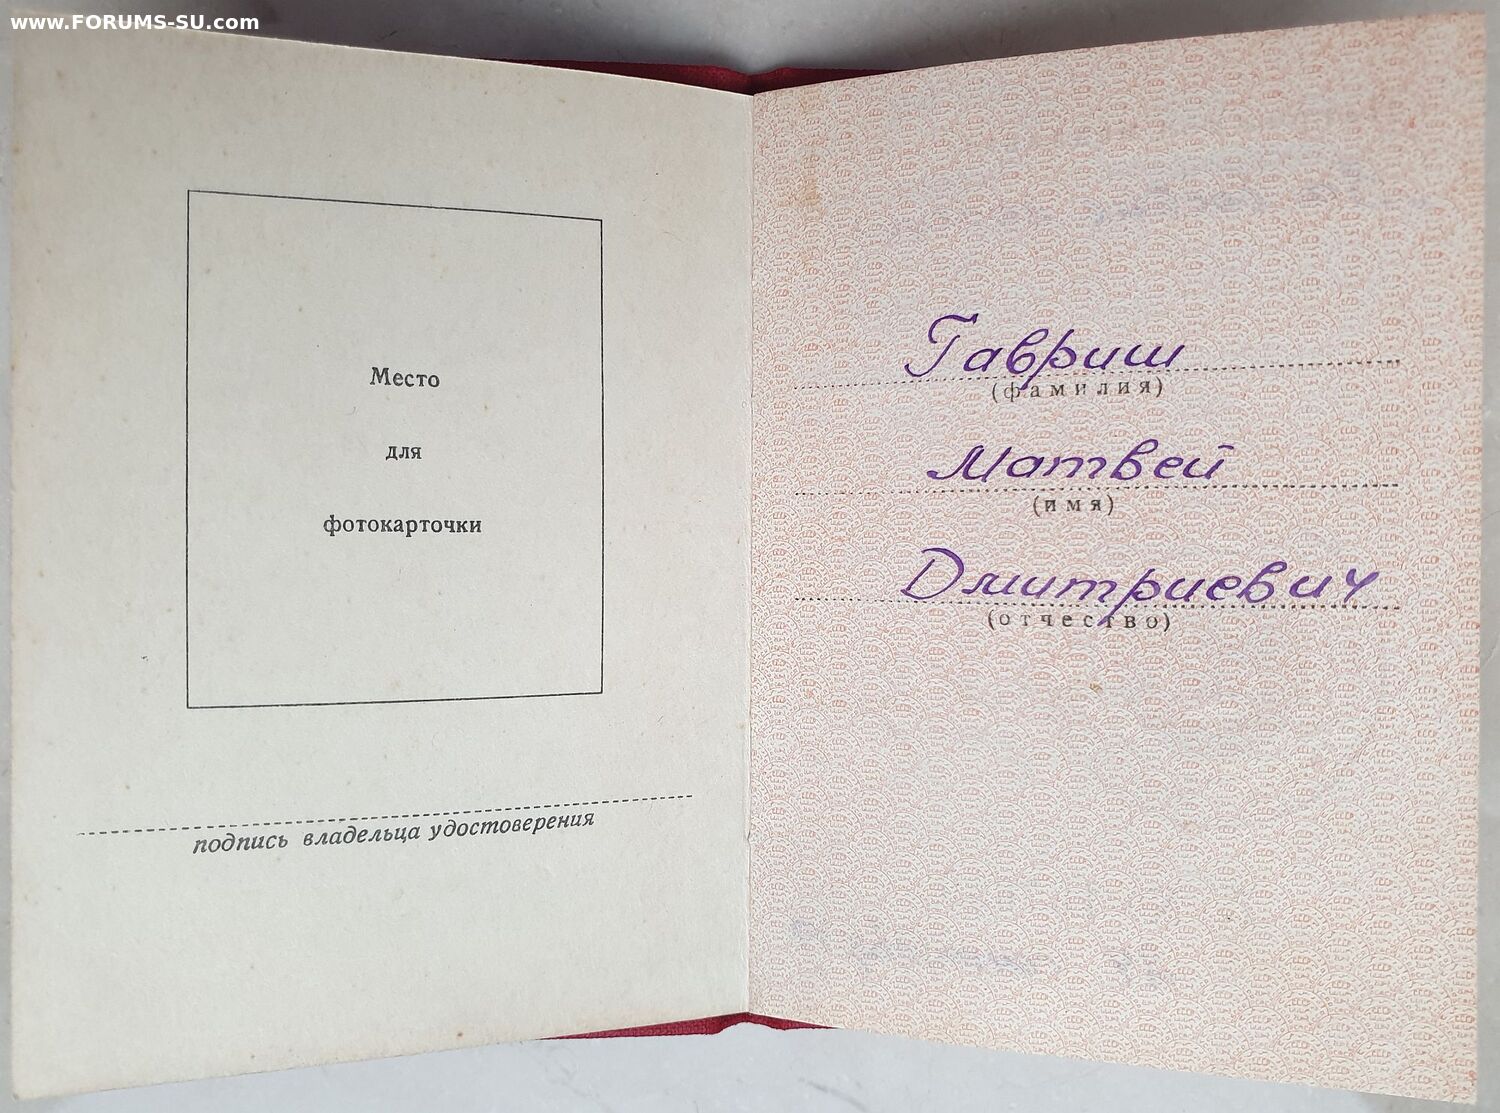 www.FORUMS-SU.com
Место
для
фотокарточки
подпись владельца удостоверения
Гавриш
(фамилия)
Матвей
(имя)
Дмитриевич
(отчество)